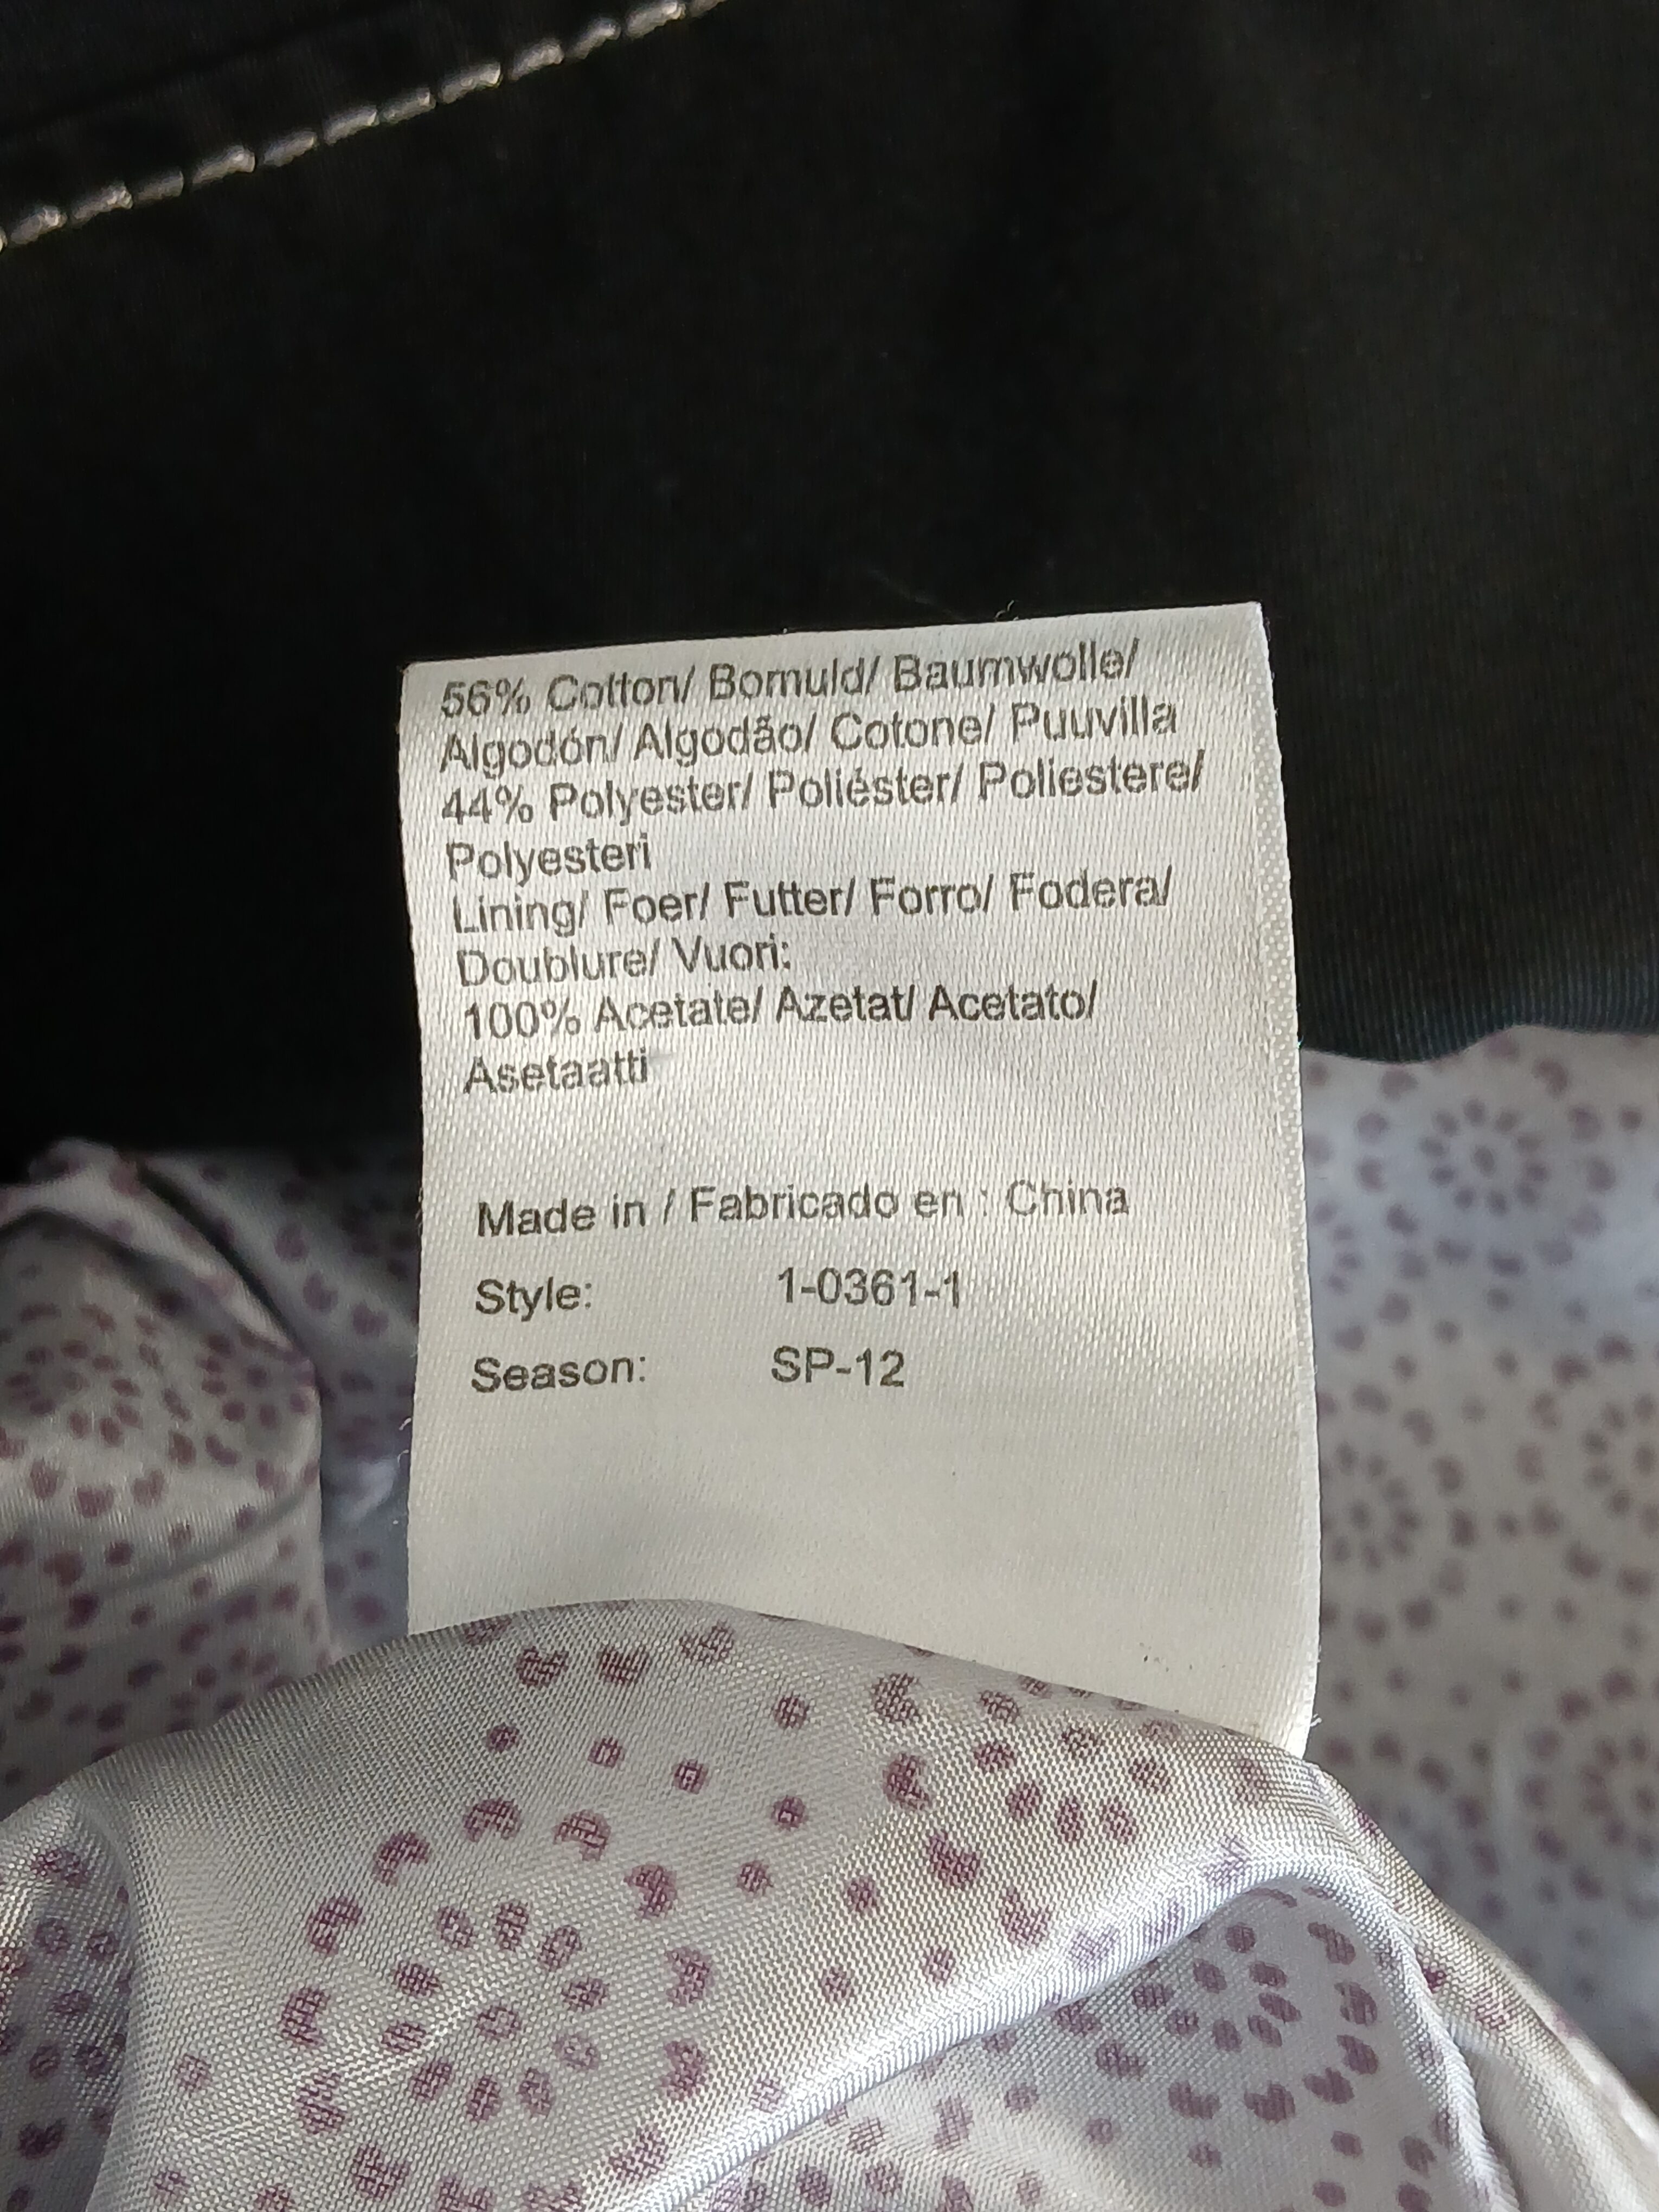 56% Cotton/ Bomuld/ Baumwolle/
Algodón/ Algodão/ Cotone/ Puuvilla
44% Polyester/ Poliéster/ Poliestere/
Polyesteri
Lining/ Foer/ Futter/ Forro/ Fodera/
Doublure/ Vuori:
100% Acetate/ Azetat/ Acetato/
Asetaatti
Made in / Fabricado en : China
Style: 1-0361-1
Season: SP-12